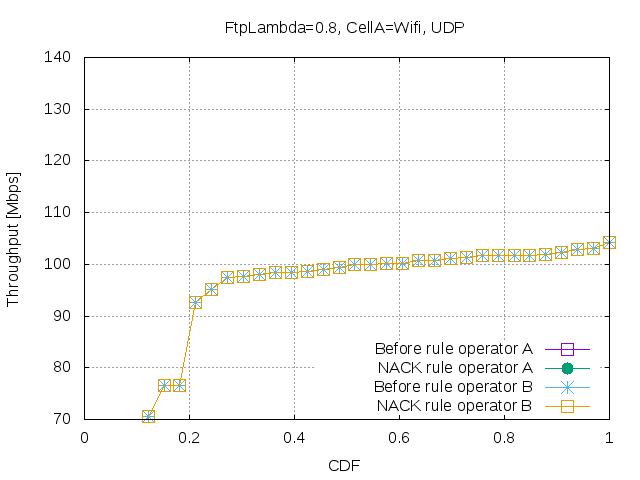 FtpLambda=0.8, CellA=Wifi, UDP
140
130
120
110
100
90
80
70
Throughput [Mbps]
Before rule operator A
NACK rule operator A
Before rule operator B
NACK rule operator B
0
0.2
0.4
0.6
0.8
1
CDF